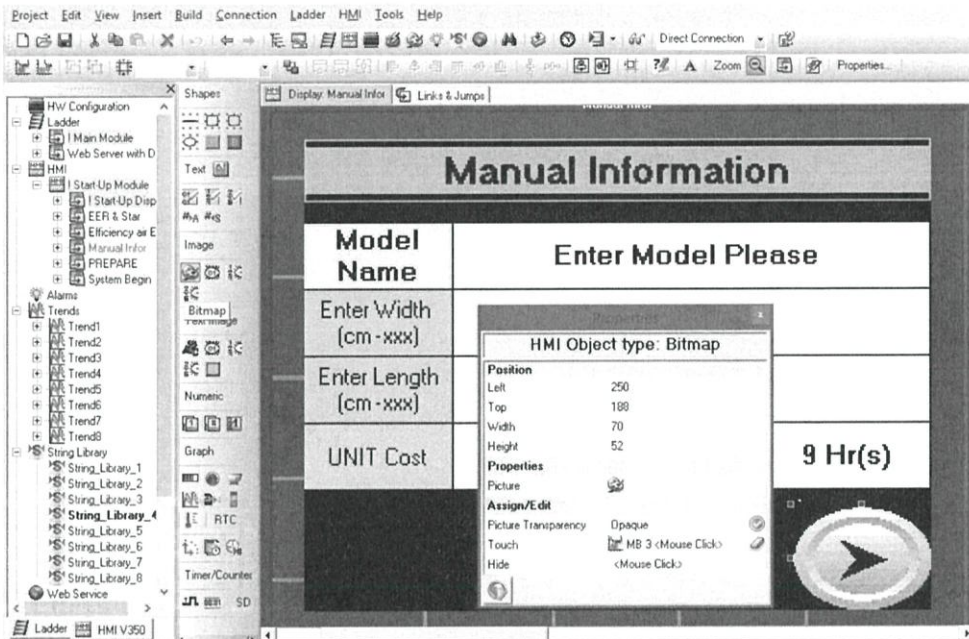 Project Edit View Insert Build Connection Ladder HMI Tools Help
Direct Connection
A Zoom Properties...
HW Configuration
Ladder
! Main Module
Web Server with D
HMI
! Start-Up Module
! Start-Up Disp
EER & Star
Efficiency air E
Manual Infor
PREPARE
System Begin
Alarms
Trends
Trend1
Trend2
Trend3
Trend4
Trend5
Trend6
Trend7
Trend8
String Library
String_Library_1
String_Library_2
String_Library_3
String_Library_4
String_Library_5
String_Library_6
String_Library_7
String_Library_8
Web Service
Ladder HMI V350
Shapes
Text
Image
Bitmap
Text Image
Numeric
Graph
RTC
Timer/Counter
SD
Display: Manual Infor Links & Jumps
Manual Infor
Manual Information
Model Name
Enter Model Please
Enter Width
(cm -xxx)
Enter Length
(cm -xxx)
UNIT Cost
9 Hr(s)
Properties
HMI Object type: Bitmap
Position
Left 250
Top 188
Width 70
Height 52
Properties
Picture
Assign/Edit
Picture Transparency Opaque
Touch MB 3 <Mouse Click>
Hide <Mouse Click>